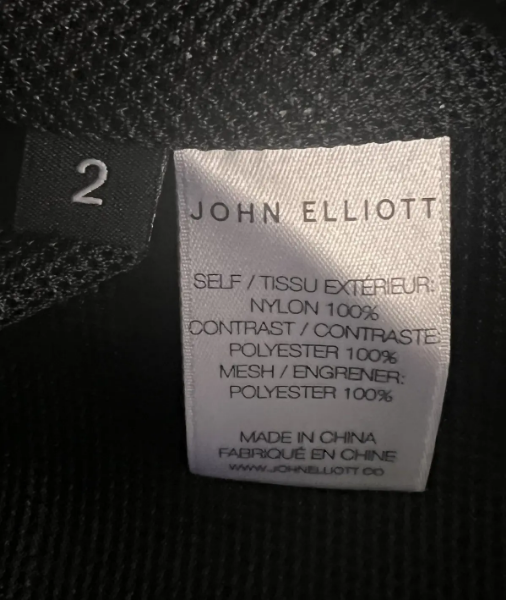 2
JOHN ELLIOTT
SELF / TISSU EXTÉRIEUR:
NYLON 100%
CONTRAST / CONTRASTE
POLYESTER 100%
MESH / ENGRENER:
POLYESTER 100%
MADE IN CHINA
FABRIQUÉ EN CHINE
WWW.JOHNELLIOTT.CO